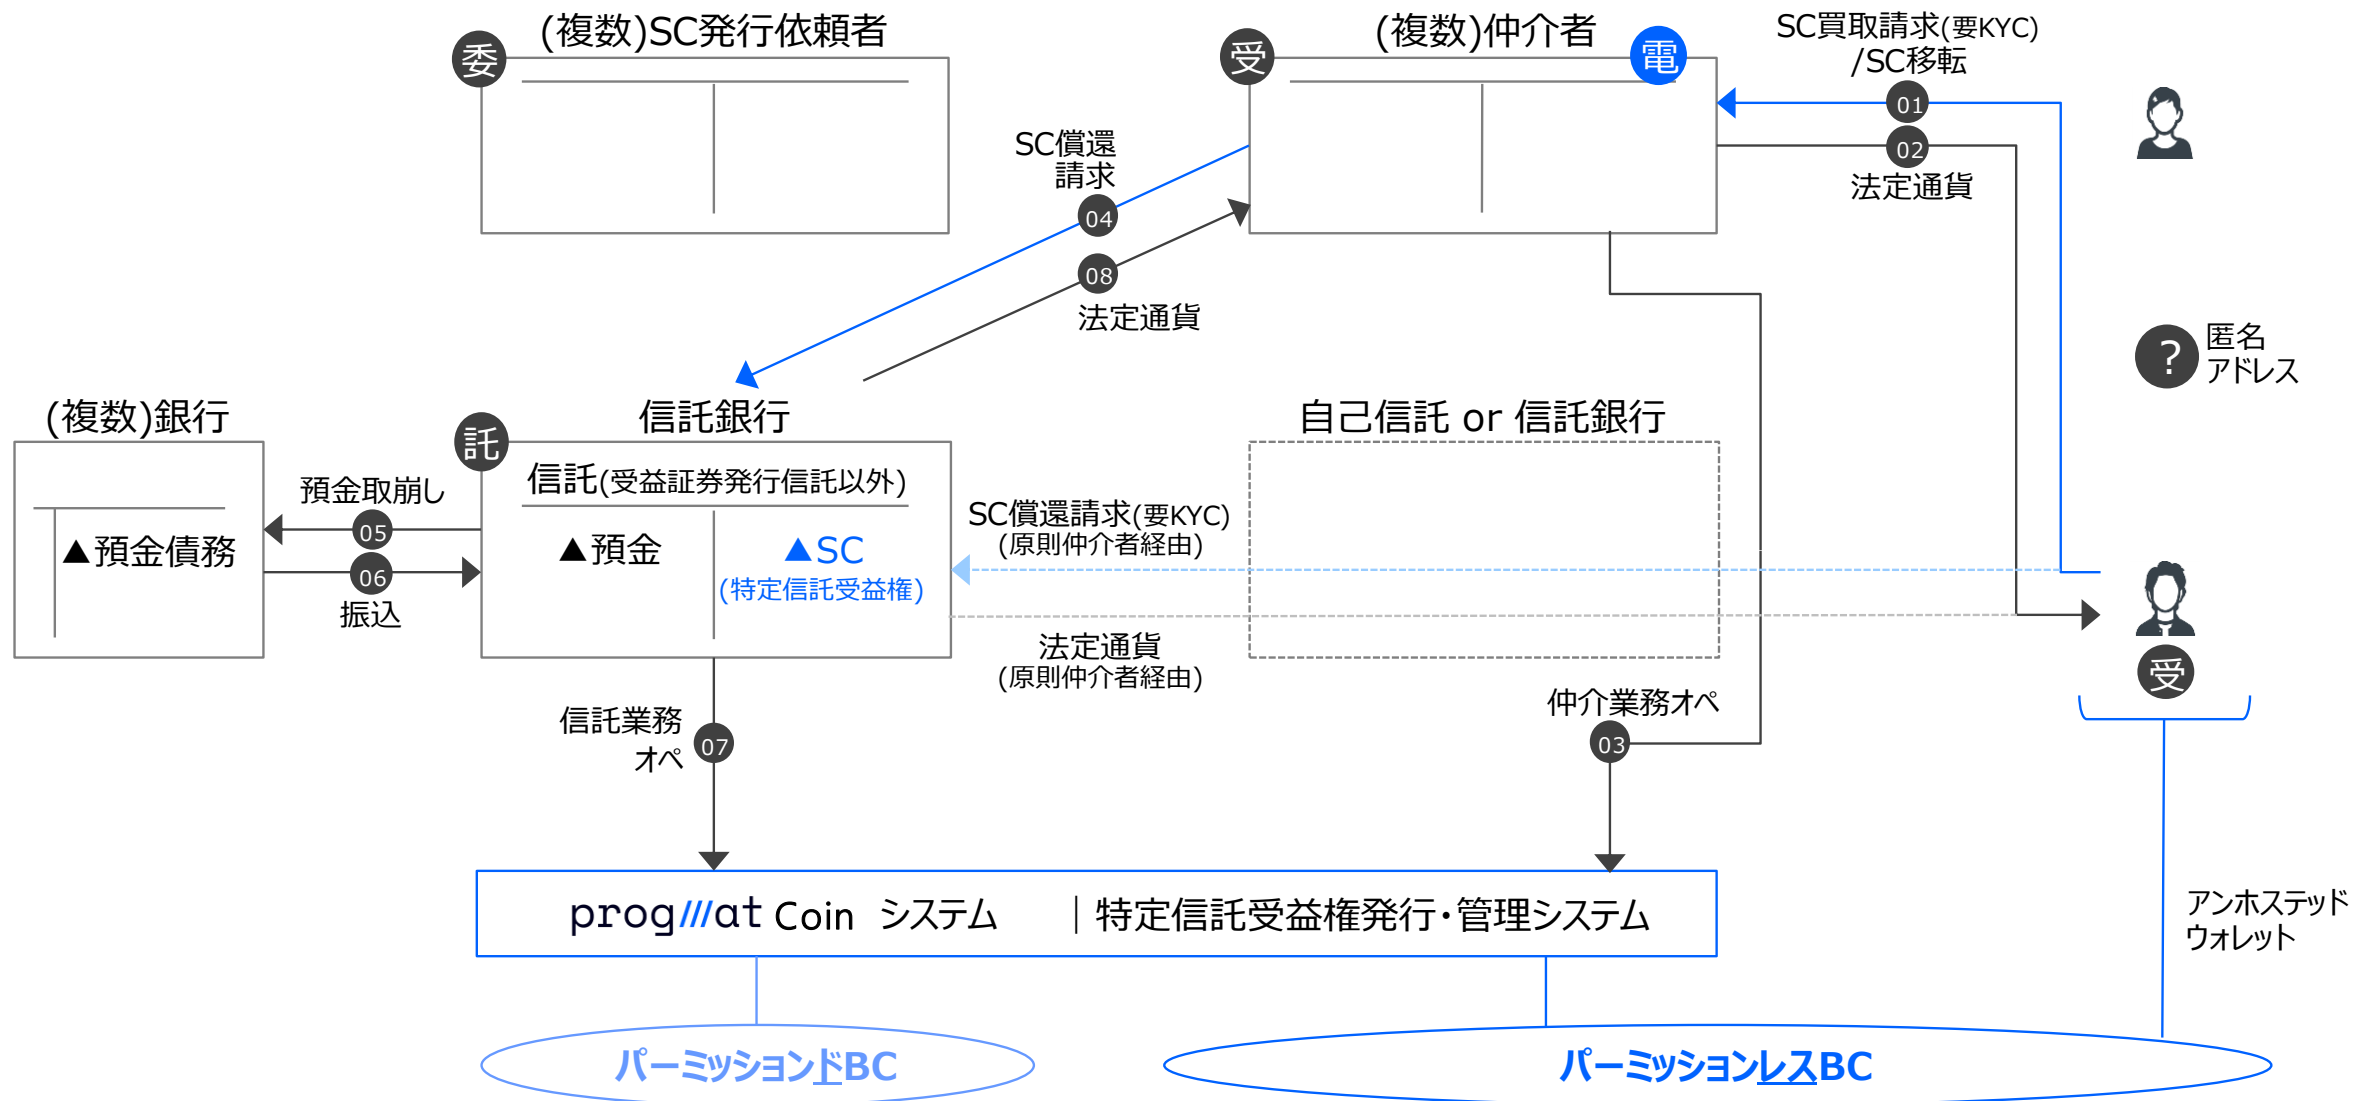 (複数)SC発行依頼者
委
(複数)仲介者
受
電
SC買取請求(要KYC)
/SC移転
01
02
法定通貨
SC償還
請求
04
08
法定通貨
?
匿名
アドレス
(複数)銀行
▲預金債務
預金取崩し
05
06
振込
信託銀行
託
信託(受益証券発行信託以外)
▲預金
▲SC
(特定信託受益権)
自己信託 or 信託銀行
SC償還請求(要KYC)
(原則仲介者経由)
法定通貨
(原則仲介者経由)
受
信託業務
オペ
07
仲介業務オペ
03
progmat Coin システム ｜特定信託受益権発行・管理システム
アンホステッド
ウォレット
パーミッションドBC
パーミッションレスBC